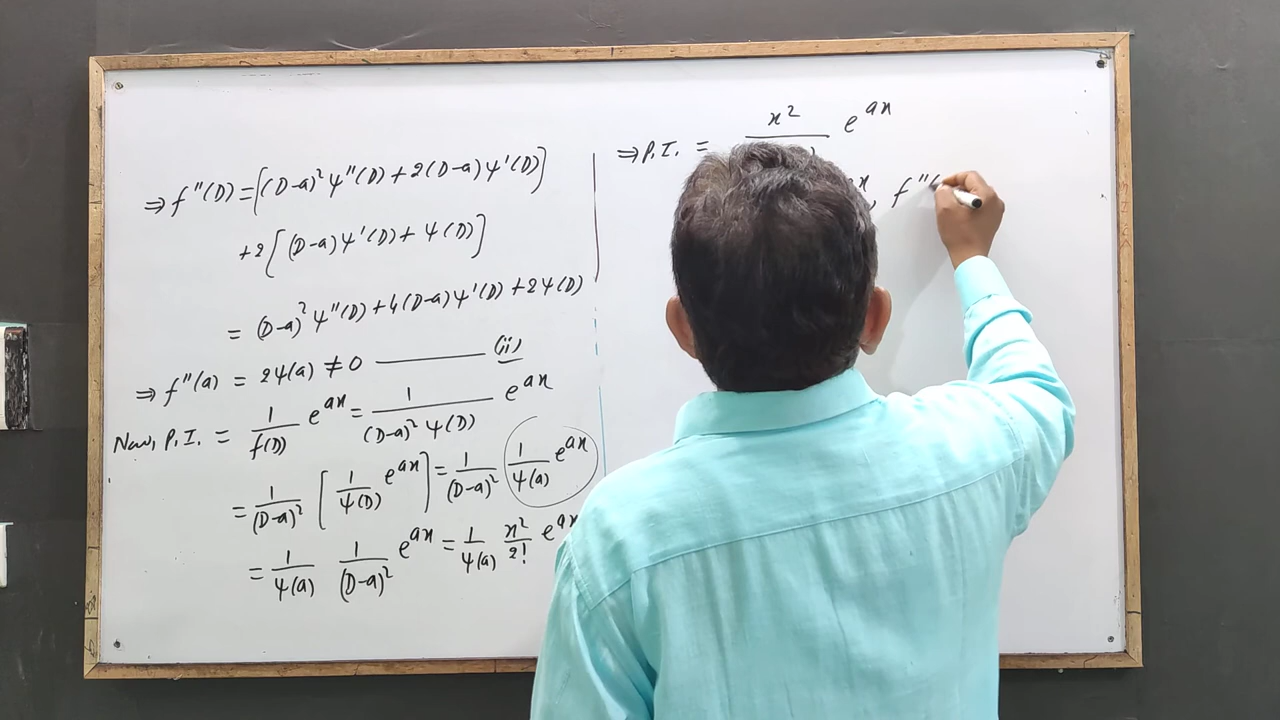 ⇒ f''(D) = [(D-a)² ψ''(D) + 2(D-a) ψ'(D)]
+ 2[(D-a) ψ'(D) + ψ(D)]
= (D-a)² ψ''(D) + 4(D-a) ψ'(D) + 2ψ(D)
⇒ f''(a) = 2ψ(a) ≠ 0 ——— (ii)
Now, P.I. = 1/f(D) e^{ax} = 1/((D-a)² ψ(D)) e^{ax}
= 1/(D-a)² [1/ψ(D) e^{ax}] = 1/(D-a)² 1/ψ(a) e^{ax}
= 1/ψ(a) 1/(D-a)² e^{ax} = 1/ψ(a) x²/2! e^{ax}
⇒ P.I. = x² e^{ax}
, f''(